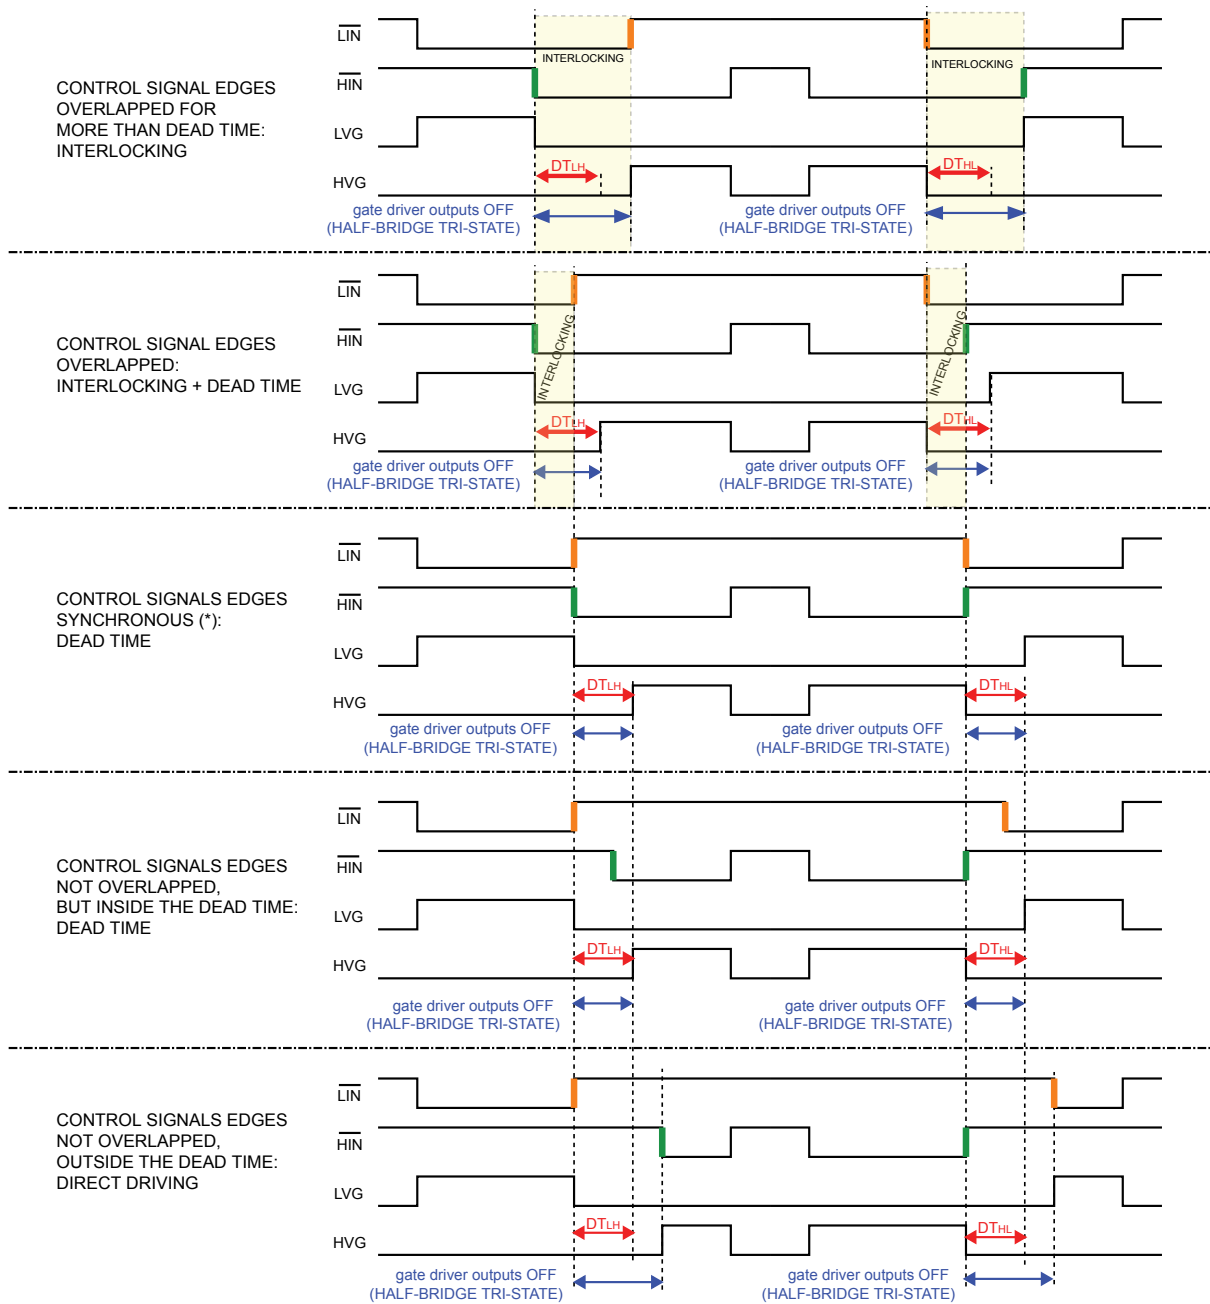 LIN
INTERLOCKING
INTERLOCKING
HIN
CONTROL SIGNAL EDGES
OVERLAPPED FOR
MORE THAN DEAD TIME:
INTERLOCKING
LVG
DTLH
DTHL
HVG
gate driver outputs OFF
(HALF-BRIDGE TRI-STATE)
gate driver outputs OFF
(HALF-BRIDGE TRI-STATE)
LIN
HIN
INTERLOCKING
INTERLOCKING
CONTROL SIGNAL EDGES
OVERLAPPED:
INTERLOCKING + DEAD TIME
LVG
DTLH
DTHL
HVG
gate driver outputs OFF
(HALF-BRIDGE TRI-STATE)
gate driver outputs OFF
(HALF-BRIDGE TRI-STATE)
LIN
HIN
CONTROL SIGNALS EDGES
SYNCHRONOUS (*):
DEAD TIME
LVG
DTLH
DTHL
HVG
gate driver outputs OFF
(HALF-BRIDGE TRI-STATE)
gate driver outputs OFF
(HALF-BRIDGE TRI-STATE)
LIN
HIN
CONTROL SIGNALS EDGES
NOT OVERLAPPED,
BUT INSIDE THE DEAD TIME:
DEAD TIME
LVG
DTLH
DTHL
HVG
gate driver outputs OFF
(HALF-BRIDGE TRI-STATE)
gate driver outputs OFF
(HALF-BRIDGE TRI-STATE)
LIN
HIN
CONTROL SIGNALS EDGES
NOT OVERLAPPED,
OUTSIDE THE DEAD TIME:
DIRECT DRIVING
LVG
DTLH
DTHL
HVG
gate driver outputs OFF
(HALF-BRIDGE TRI-STATE)
gate driver outputs OFF
(HALF-BRIDGE TRI-STATE)